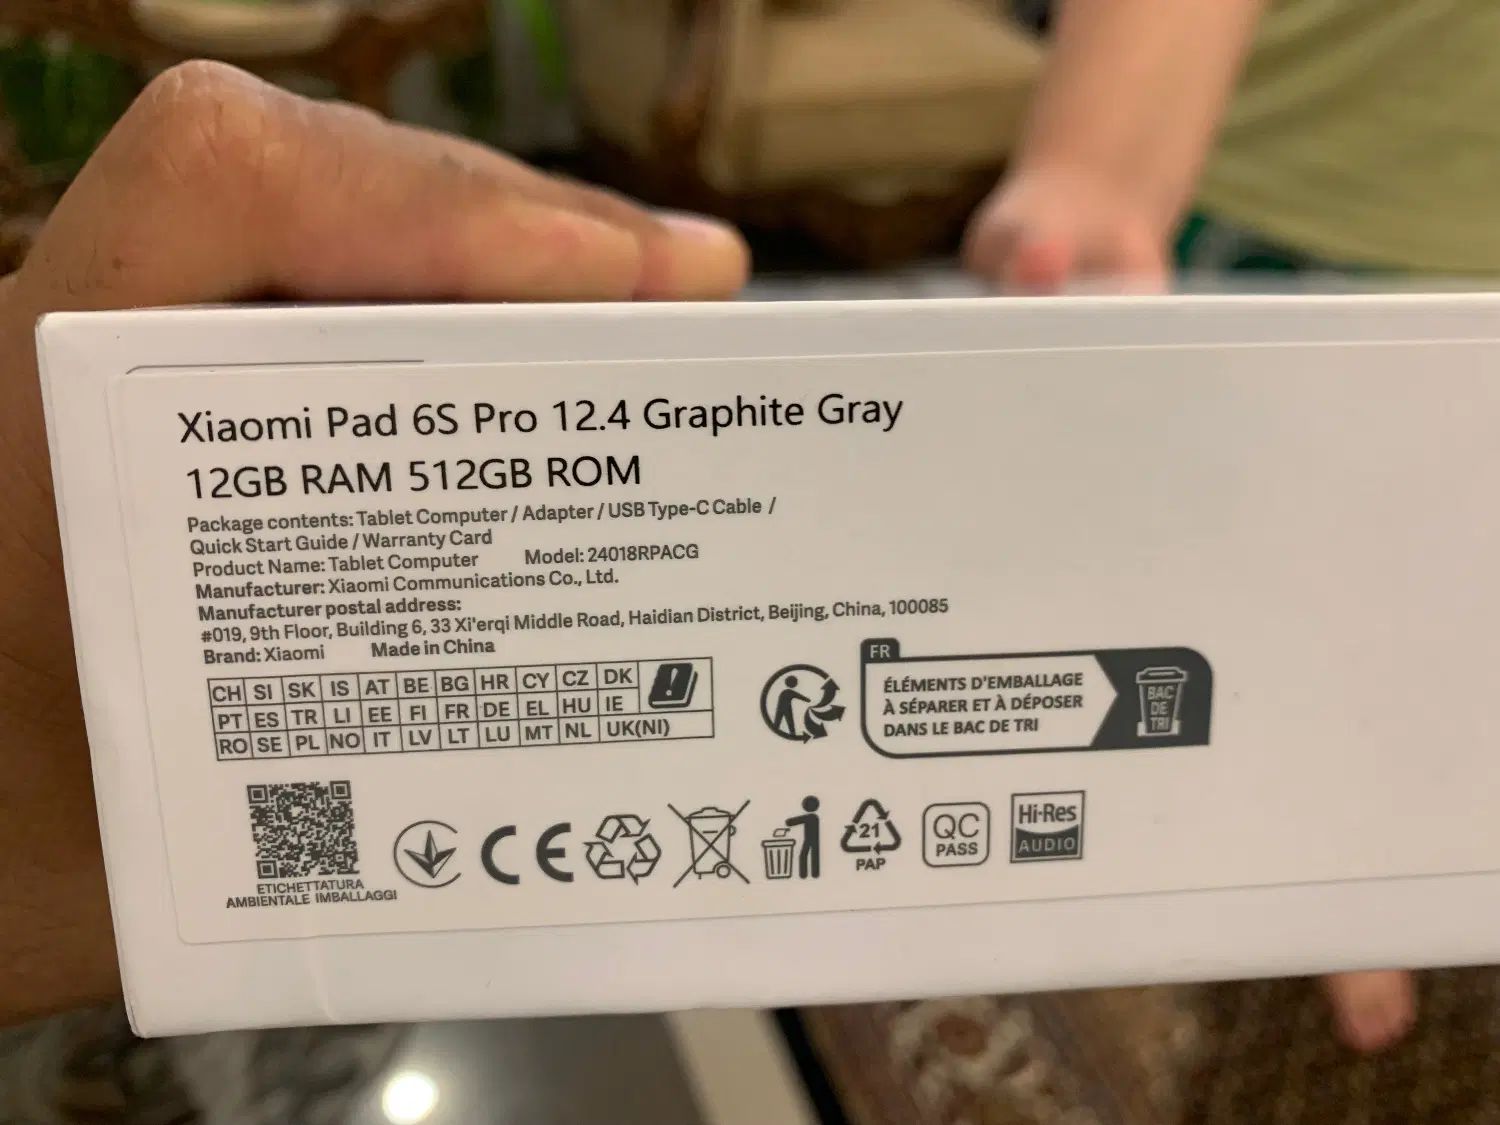 Xiaomi Pad 6S Pro 12.4 Graphite Gray
12GB RAM 512GB ROM
Package contents: Tablet Computer / Adapter / USB Type-C Cable /
Quick Start Guide / Warranty Card
Product Name: Tablet Computer Model: 24018RPACG
Manufacturer: Xiaomi Communications Co., Ltd.
Manufacturer postal address:
#019, 9th Floor, Building 6, 33 Xi'erqi Middle Road, Haidian District, Beijing, China, 100085
Brand: Xiaomi Made in China
CH SI SK IS AT BE BG HR CY CZ DK
PT ES TR LI EE FI FR DE EL HU IE
RO SE PL NO IT LV LT LU MT NL UK(NI)
FR
ÉLÉMENTS D'EMBALLAGE
À SÉPARER ET À DÉPOSER
DANS LE BAC DE TRI
BAC
DE
TRI
ETICHETTATURA
AMBIENTALE IMBALLAGGI
CE
21
PAP
QC
PASS
Hi-Res
AUDIO